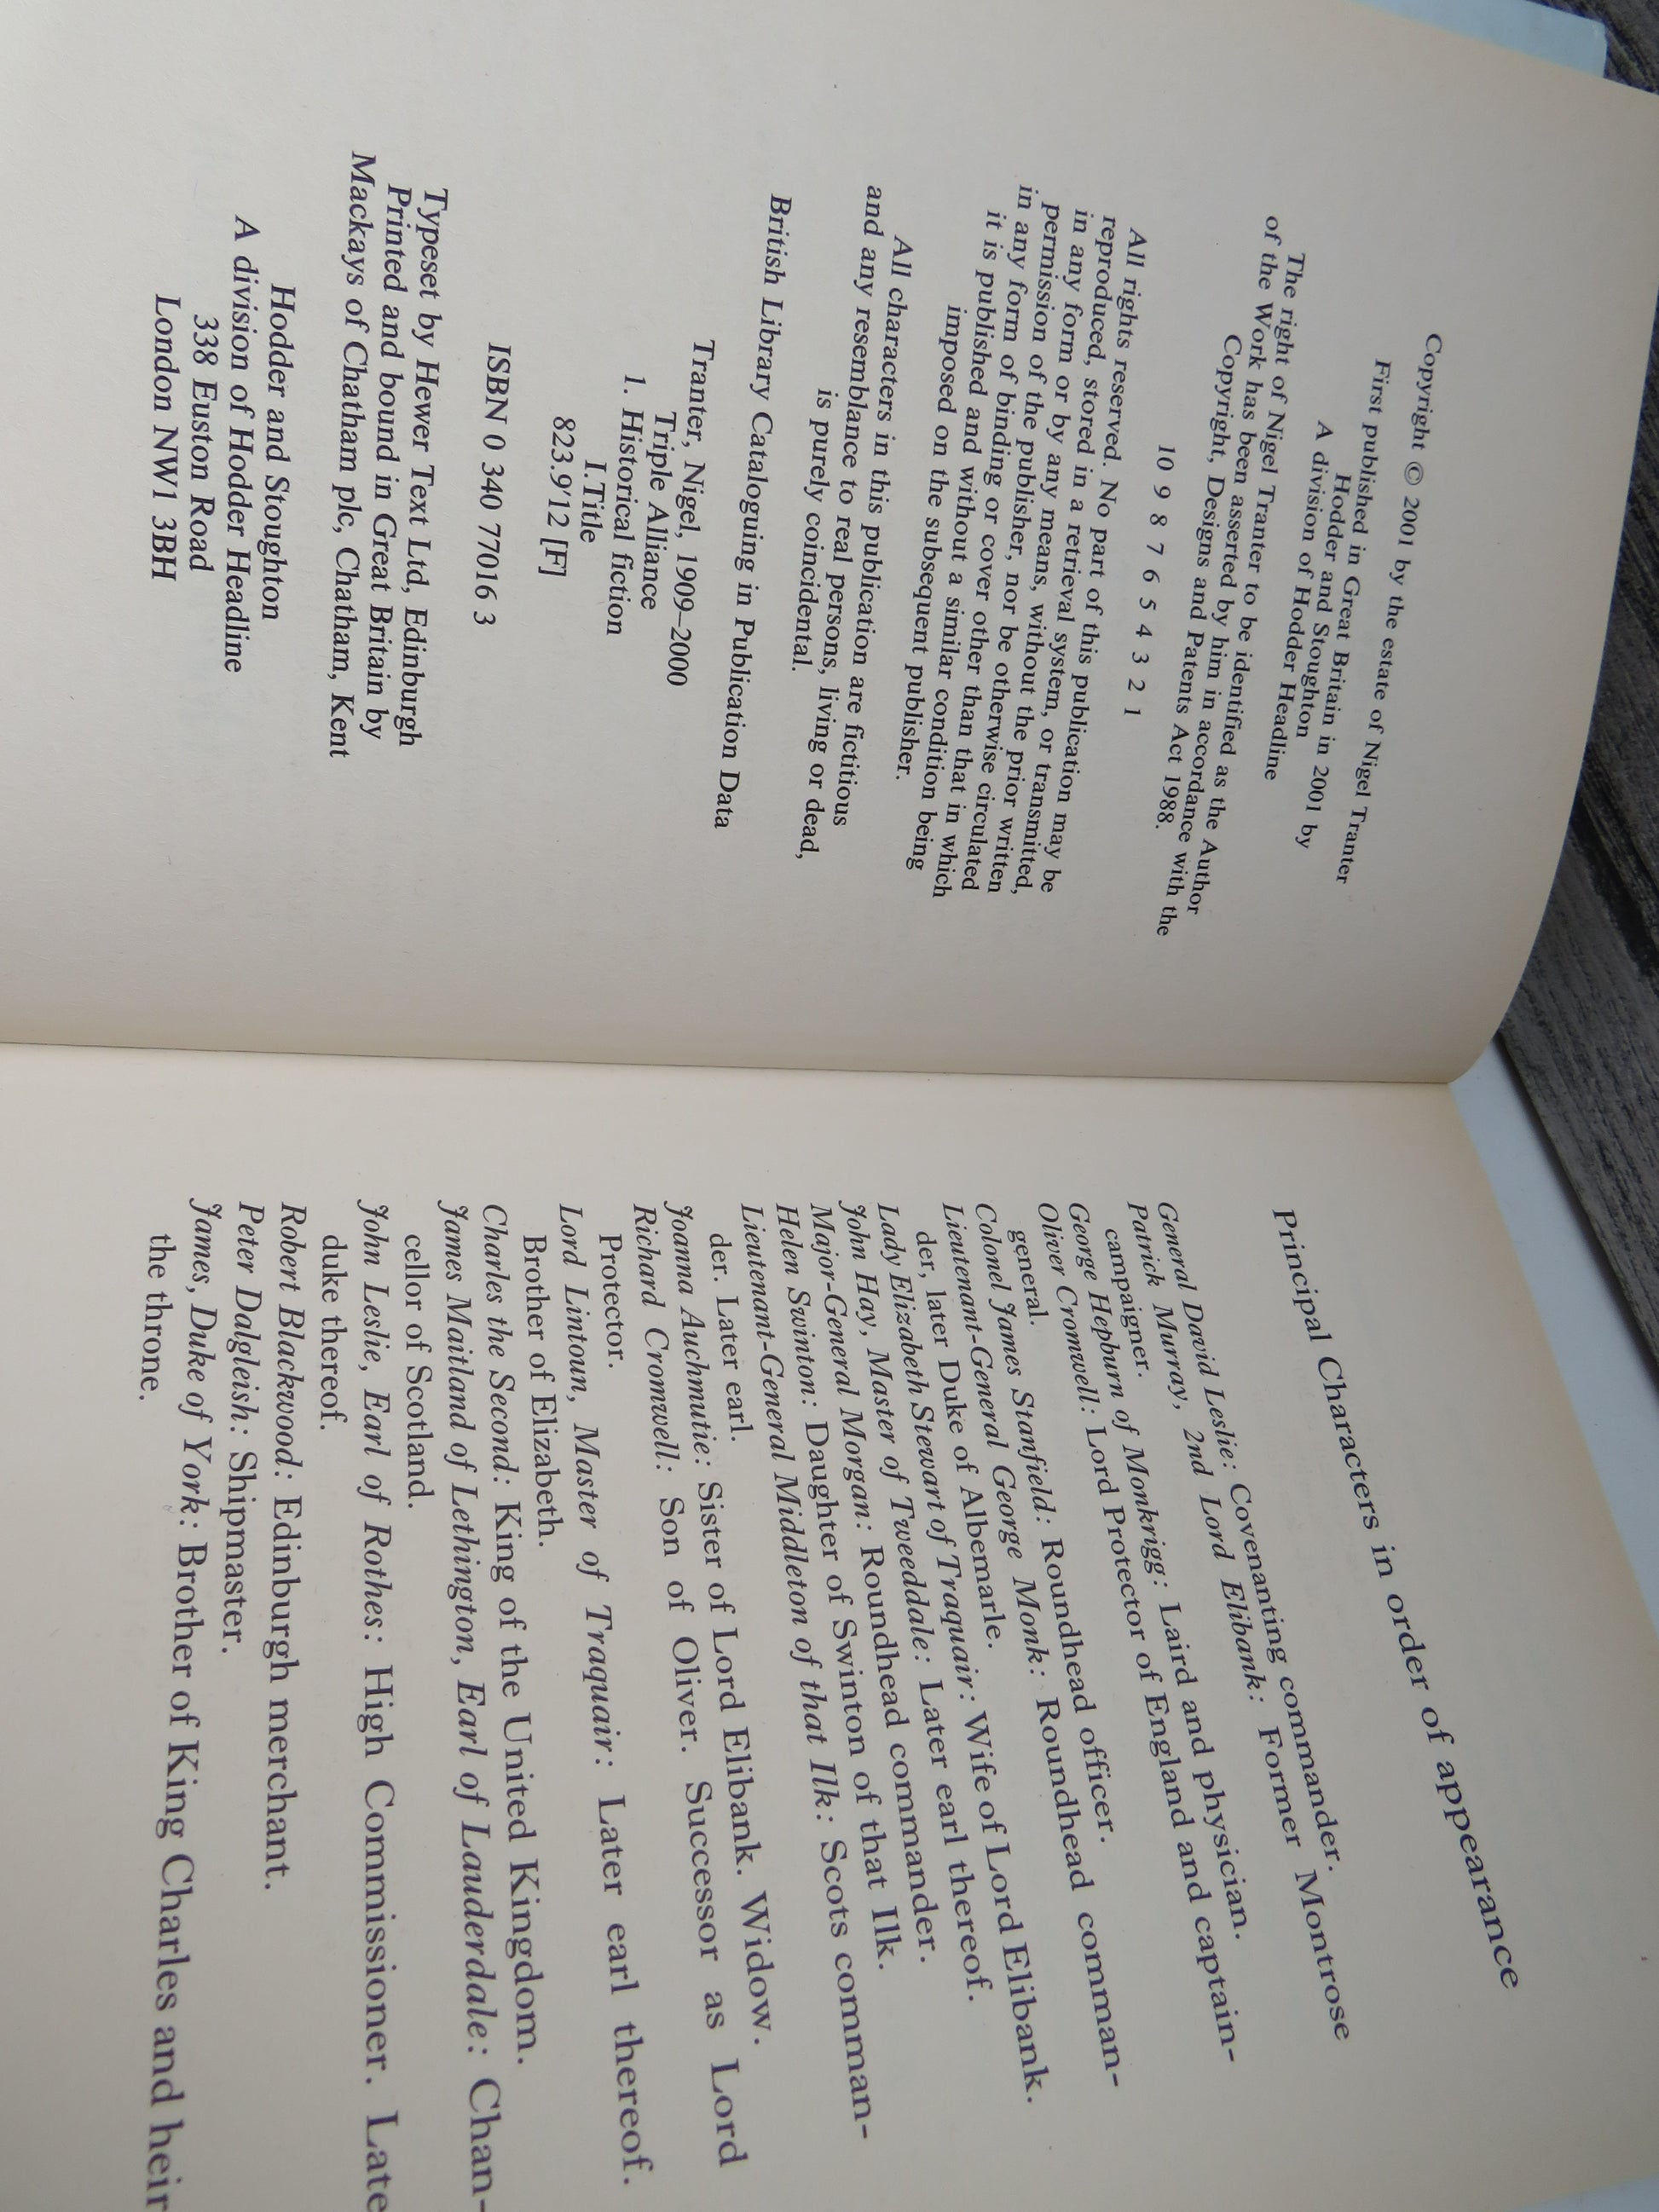 Copyright © 2001 by the estate of Nigel Tranter
First published in Great Britain in 2001 by
Hodder and Stoughton
A division of Hodder Headline
The right of Nigel Tranter to be identified as the Author
of the Work has been asserted by him in accordance with the
Copyright, Designs and Patents Act 1988.
10 9 8 7 6 5 4 3 2 1
All rights reserved. No part of this publication may be
reproduced, stored in a retrieval system, or transmitted,
in any form or by any means, without the prior written
permission of the publisher, nor be otherwise circulated
in any form of binding or cover other than that in which
it is published and without a similar condition being
imposed on the subsequent publisher.
All characters in this publication are fictitious
and any resemblance to real persons, living or dead,
is purely coincidental.
British Library Cataloguing in Publication Data
Tranter, Nigel, 1909–2000
Triple Alliance
1. Historical fiction
I.Title
823.9'12 [F]
ISBN 0 340 77016 3
Typeset by Hewer Text Ltd, Edinburgh
Printed and bound in Great Britain by
Mackays of Chatham plc, Chatham, Kent
Hodder and Stoughton
A division of Hodder Headline
338 Euston Road
London NW1 3BH
Principal Characters in order of appearance
General David Leslie: Covenanting commander.
Patrick Murray, 2nd Lord Elibank: Former Montrose
campaigner.
George Hepburn of Monkrigg: Laird and physician.
Oliver Cromwell: Lord Protector of England and captain-
general.
Colonel James Stanfield: Roundhead officer.
Lieutenant-General George Monk: Roundhead comman-
der, later Duke of Albemarle.
Lady Elizabeth Stewart of Traquair: Wife of Lord Elibank.
John Hay, Master of Tweeddale: Later earl thereof.
Major-General Morgan: Roundhead commander.
Helen Swinton: Daughter of Swinton of that Ilk.
Lieutenant-General Middleton of that Ilk: Scots comman-
der. Later earl.
Joanna Auchmutie: Sister of Lord Elibank. Widow.
Richard Cromwell: Son of Oliver. Successor as Lord
Protector.
Lord Lintoun, Master of Traquair: Later earl thereof.
Brother of Elizabeth.
Charles the Second: King of the United Kingdom.
James Maitland of Lethington, Earl of Lauderdale: Chan-
cellor of Scotland.
John Leslie, Earl of Rothes: High Commissioner. Late
duke thereof.
Robert Blackwood: Edinburgh merchant.
Peter Dalgleish: Shipmaster.
James, Duke of York: Brother of King Charles and heir
the throne.